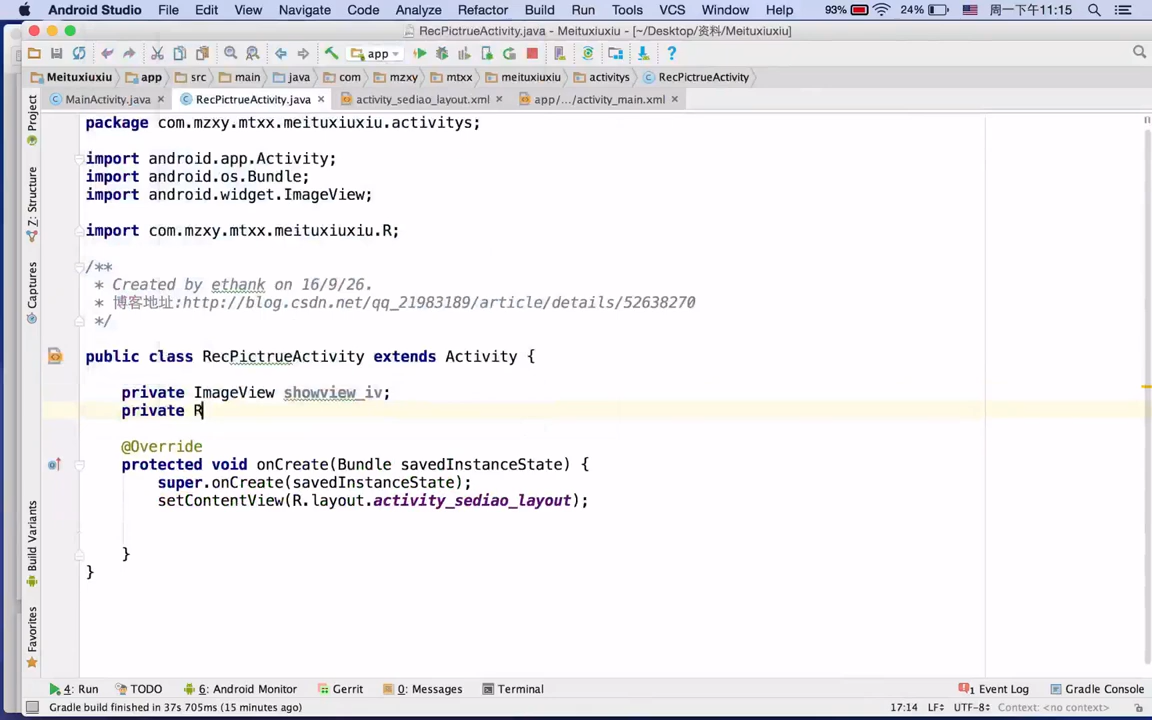 Android Studio File Edit View Navigate Code Analyze Refactor Build Run Tools VCS Window Help 93% 24% 周一下午11:15
RecPictrueActivity.java - Meituxiuxiu - [~/Desktop/资料/Meituxiuxiu]
app
Meituxiuxiu app src main java com mzxy mtxx meituxiuxiu activitys RecPictrueActivity
MainActivity.java RecPictrueActivity.java activity_sediao_layout.xml app/.../activity_main.xml
Project
Z: Structure
Captures
Build Variants
Favorites
package com.mzxy.mtxx.meituxiuxiu.activitys;
import android.app.Activity;
import android.os.Bundle;
import android.widget.ImageView;
import com.mzxy.mtxx.meituxiuxiu.R;
/**
* Created by ethank on 16/9/26.
* 博客地址:http://blog.csdn.net/qq_21983189/article/details/52638270
*/
public class RecPictrueActivity extends Activity {
private ImageView showview_iv;
private R
@Override
protected void onCreate(Bundle savedInstanceState) {
super.onCreate(savedInstanceState);
setContentView(R.layout.activity_sediao_layout);
}
}
4: Run TODO 6: Android Monitor Gerrit 0: Messages Terminal 1 Event Log Gradle Console
Gradle build finished in 37s 705ms (15 minutes ago) 17:14 LF UTF-8 Context: <no context>